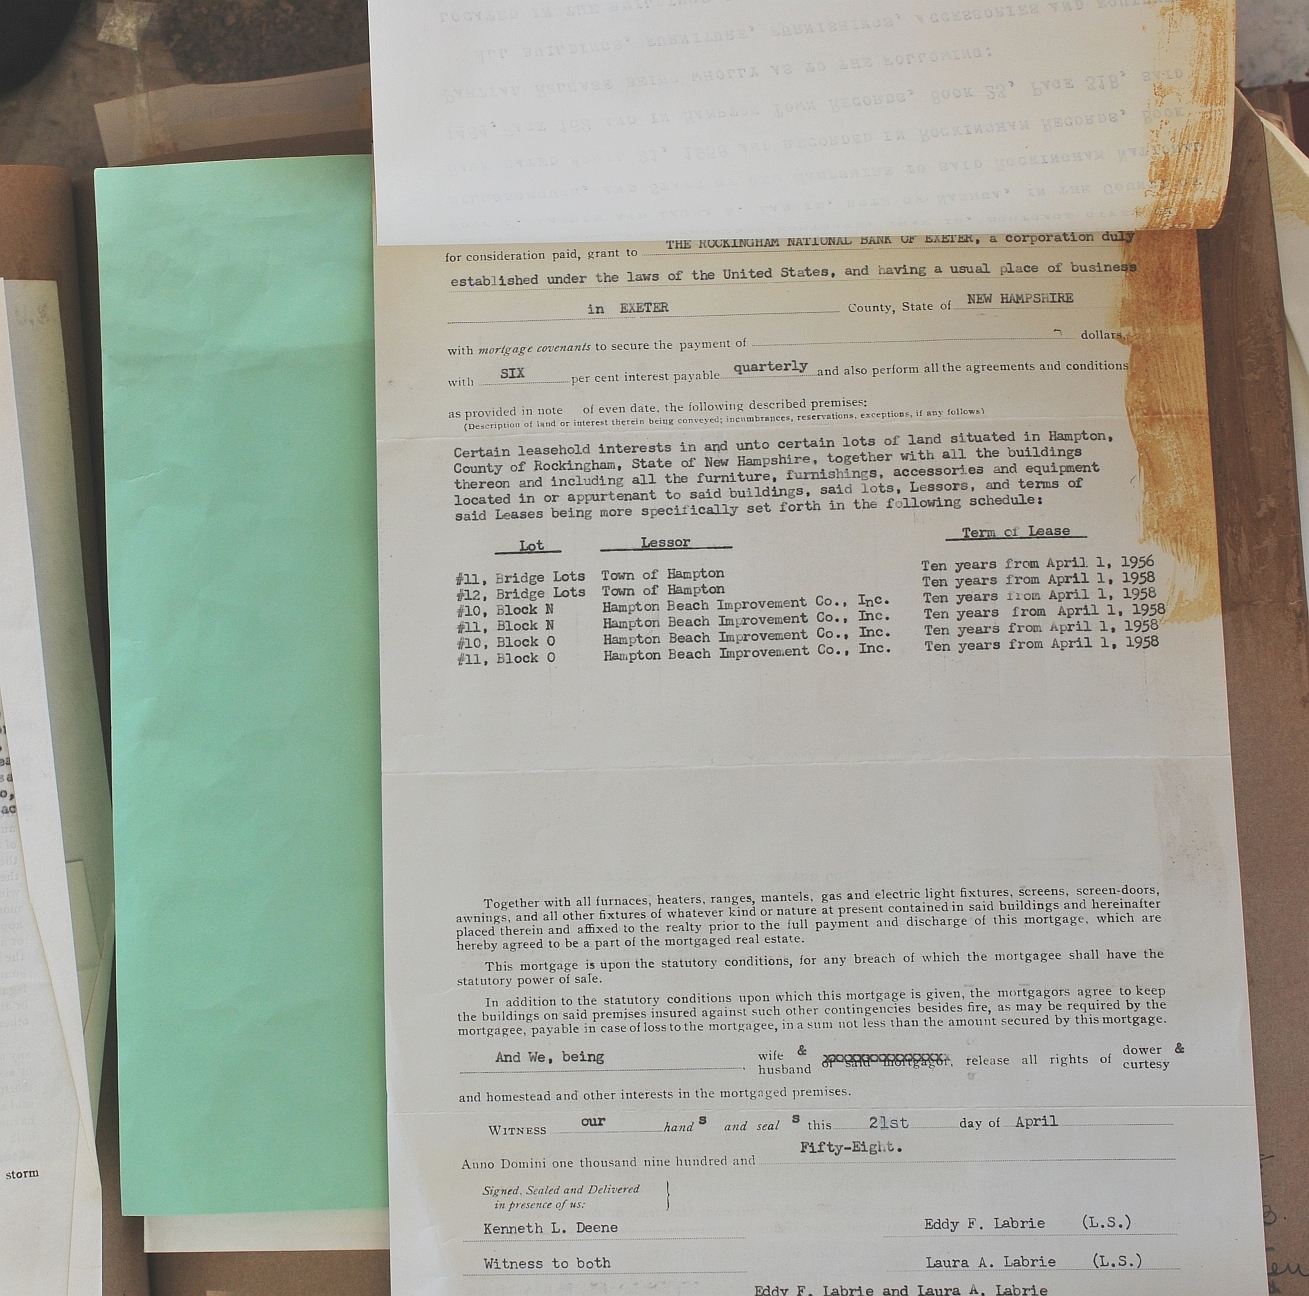 THE ROCKINGHAM NATIONAL BANK OF EXETER, a corporation duly
for consideration paid, grant to
established under the laws of the United States, and having a usual place of business
in EXETER County, State of NEW HAMPSHIRE
with mortgage covenants to secure the payment of dollars,
with SIX per cent interest payable quarterly and also perform all the agreements and conditions
as provided in note of even date, the following described premises:
(Description of land or interest therein being conveyed; incumbrances, reservations, exceptions, if any follows)
Certain leasehold interests in and unto certain lots of land situated in Hampton,
County of Rockingham, State of New Hampshire, together with all the buildings
thereon and including all the furniture, furnishings, accessories and equipment
located in or appurtenant to said buildings, said lots, Lessors, and terms of
said Leases being more specifically set forth in the following schedule:
Lot Lessor Term of Lease
#11, Bridge Lots Town of Hampton Ten years from April 1, 1956
#12, Bridge Lots Town of Hampton Ten years from April 1, 1958
#10, Block N Hampton Beach Improvement Co., Inc. Ten years from April 1, 1958
#11, Block N Hampton Beach Improvement Co., Inc. Ten years from April 1, 1958
#10, Block O Hampton Beach Improvement Co., Inc. Ten years from April 1, 1958
#11, Block O Hampton Beach Improvement Co., Inc. Ten years from April 1, 1958
Together with all furnaces, heaters, ranges, mantels, gas and electric light fixtures, screens, screen-doors,
awnings, and all other fixtures of whatever kind or nature at present contained in said buildings and hereinafter
placed therein and affixed to the realty prior to the full payment and discharge of this mortgage, which are
hereby agreed to be a part of the mortgaged real estate.
This mortgage is upon the statutory conditions, for any breach of which the mortgagee shall have the
statutory power of sale.
In addition to the statutory conditions upon which this mortgage is given, the mortgagors agree to keep
the buildings on said premises insured against such other contingencies besides fire, as may be required by the
mortgagee, payable in case of loss to the mortgagee, in a sum not less than the amount secured by this mortgage.
And We, being wife & husband of said mortgagor, release all rights of dower & curtesy
and homestead and other interests in the mortgaged premises.
WITNESS our hand s and seal s this 21st day of April
Fifty-Eight.
Anno Domini one thousand nine hundred and
Signed, Sealed and Delivered
in presence of us:
Kenneth L. Deene Eddy F. Labrie (L.S.)
Witness to both Laura A. Labrie (L.S.)
Eddy F. Labrie and Laura A. Labrie
storm